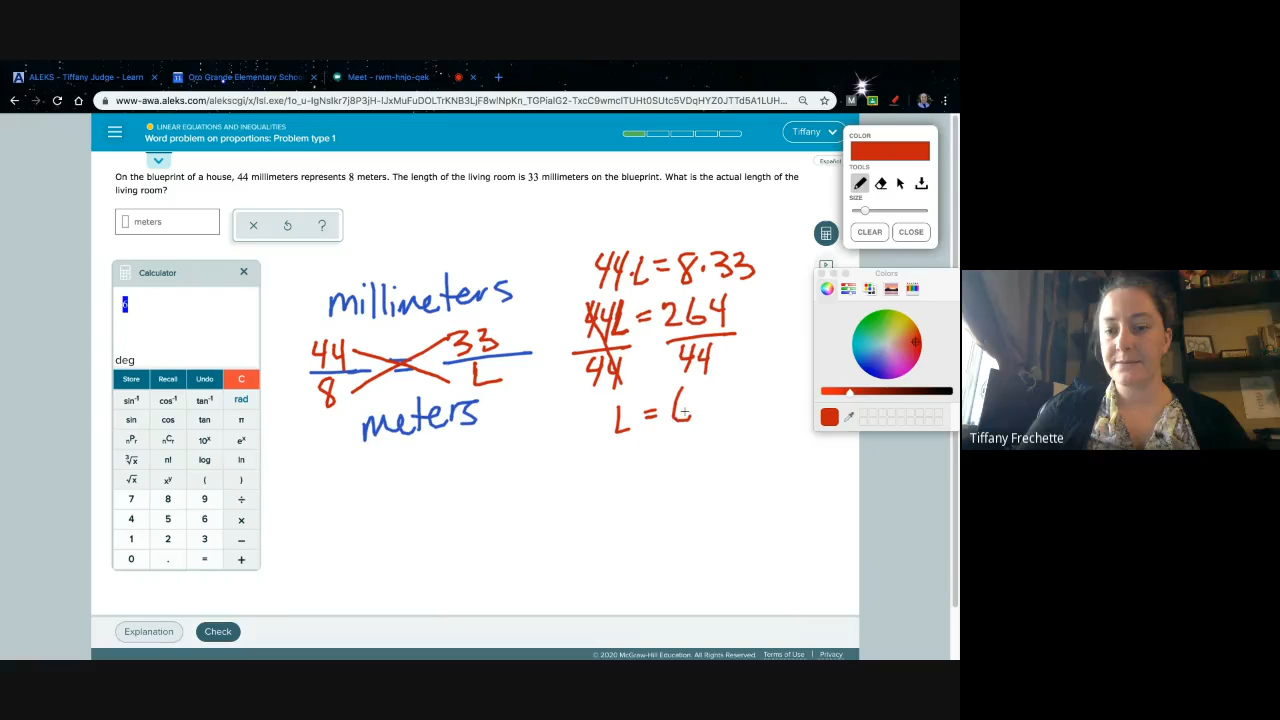 ALEKS - Tiffany Judge - Learn
Oro Grande Elementary Schoo
Meet - rwm-hnjo-qek
LINEAR EQUATIONS AND INEQUALITIES
Word problem on proportions: Problem type 1
Tiffany
Español
On the blueprint of a house, 44 millimeters represents 8 meters. The length of the living room is 33 millimeters on the blueprint. What is the actual length of the
living room?
meters
× ?
COLOR
TOOLS
SIZE
CLEAR CLOSE
Colors
Calculator
deg
Store Recall Undo C
sin-1 cos-1 tan-1 rad
sin cos tan π
nPr nCr 10x ex
3√x n! log ln
√x xy ( )
7 8 9 ÷
4 5 6 ×
1 2 3 −
0 . = +
millimeters
44 = 33
8 L
meters
44·L = 8·33
44L = 264
44 44
L = 6
Tiffany Frechette
Explanation Check
© 2020 McGraw-Hill Education. All Rights Reserved. Terms of Use Privacy